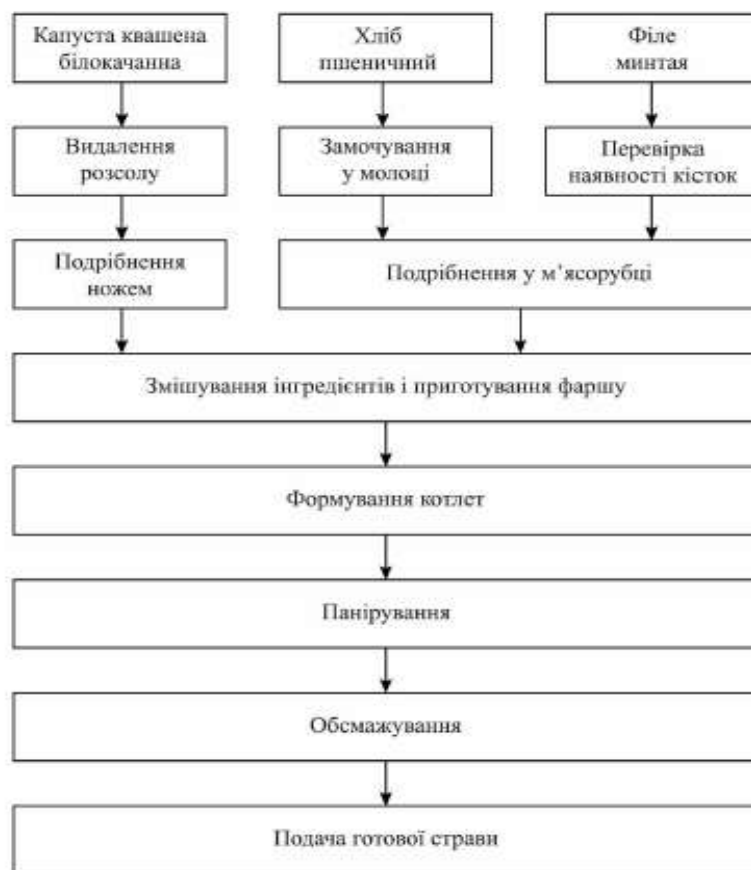 Капуста квашена
білокачанна
Хліб
пшеничний
Філе
минтая
Видалення
розсолу
Замочування
у молоці
Перевірка
наявності кісток
Подрібнення
ножем
Подрібнення у м’ясорубці
Змішування інгредієнтів і приготування фаршу
Формування котлет
Панірування
Обсмажування
Подача готової страви